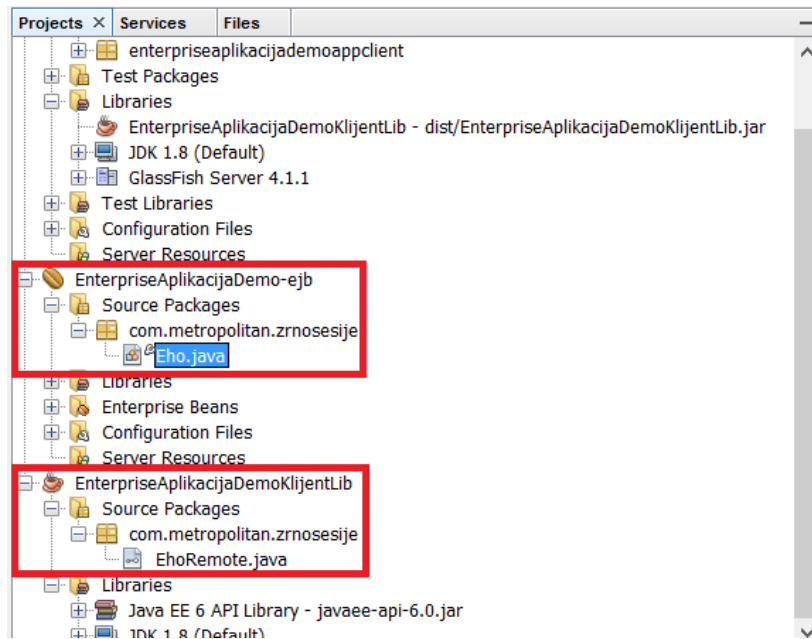 Projects × Services Files
enterpriseaplikacijademoappclient
Test Packages
Libraries
EnterpriseAplikacijaDemoKlijentLib - dist/EnterpriseAplikacijaDemoKlijentLib.jar
JDK 1.8 (Default)
GlassFish Server 4.1.1
Test Libraries
Configuration Files
Server Resources
EnterpriseAplikacijaDemo-ejb
Source Packages
com.metropolitan.zrnosesije
Eho.java
Libraries
Enterprise Beans
Configuration Files
Server Resources
EnterpriseAplikacijaDemoKlijentLib
Source Packages
com.metropolitan.zrnosesije
EhoRemote.java
Libraries
Java EE 6 API Library - javaee-api-6.0.jar
JDK 1.8 (Default)